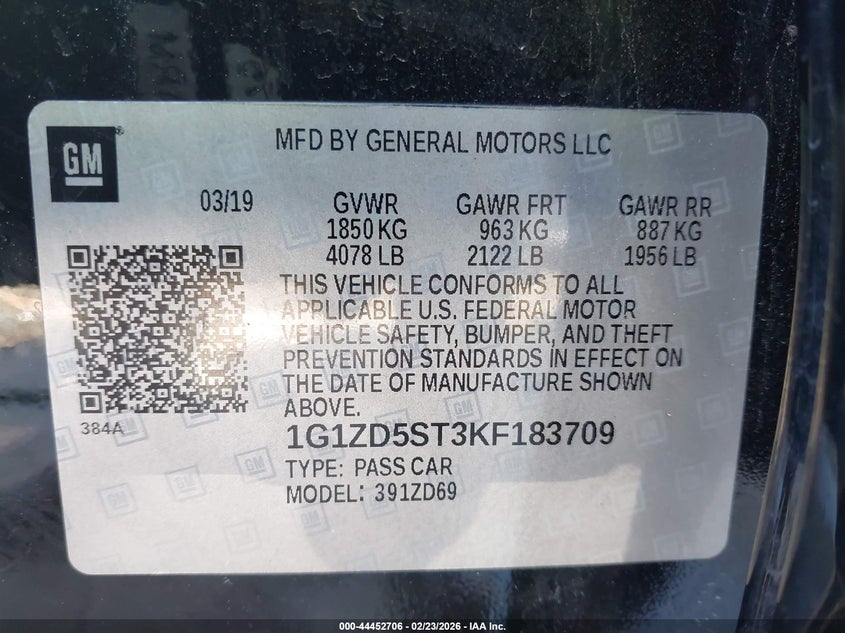 GM
MFD BY GENERAL MOTORS LLC
03/19 GVWR GAWR FRT GAWR RR
1850 KG 963 KG 887 KG
4078 LB 2122 LB 1956 LB
THIS VEHICLE CONFORMS TO ALL
APPLICABLE U.S. FEDERAL MOTOR
VEHICLE SAFETY, BUMPER, AND THEFT
PREVENTION STANDARDS IN EFFECT ON
THE DATE OF MANUFACTURE SHOWN
ABOVE.
384A
1G1ZD5ST3KF183709
TYPE: PASS CAR
MODEL: 391ZD69
000-44452706 - 02/23/2026 - IAA Inc.